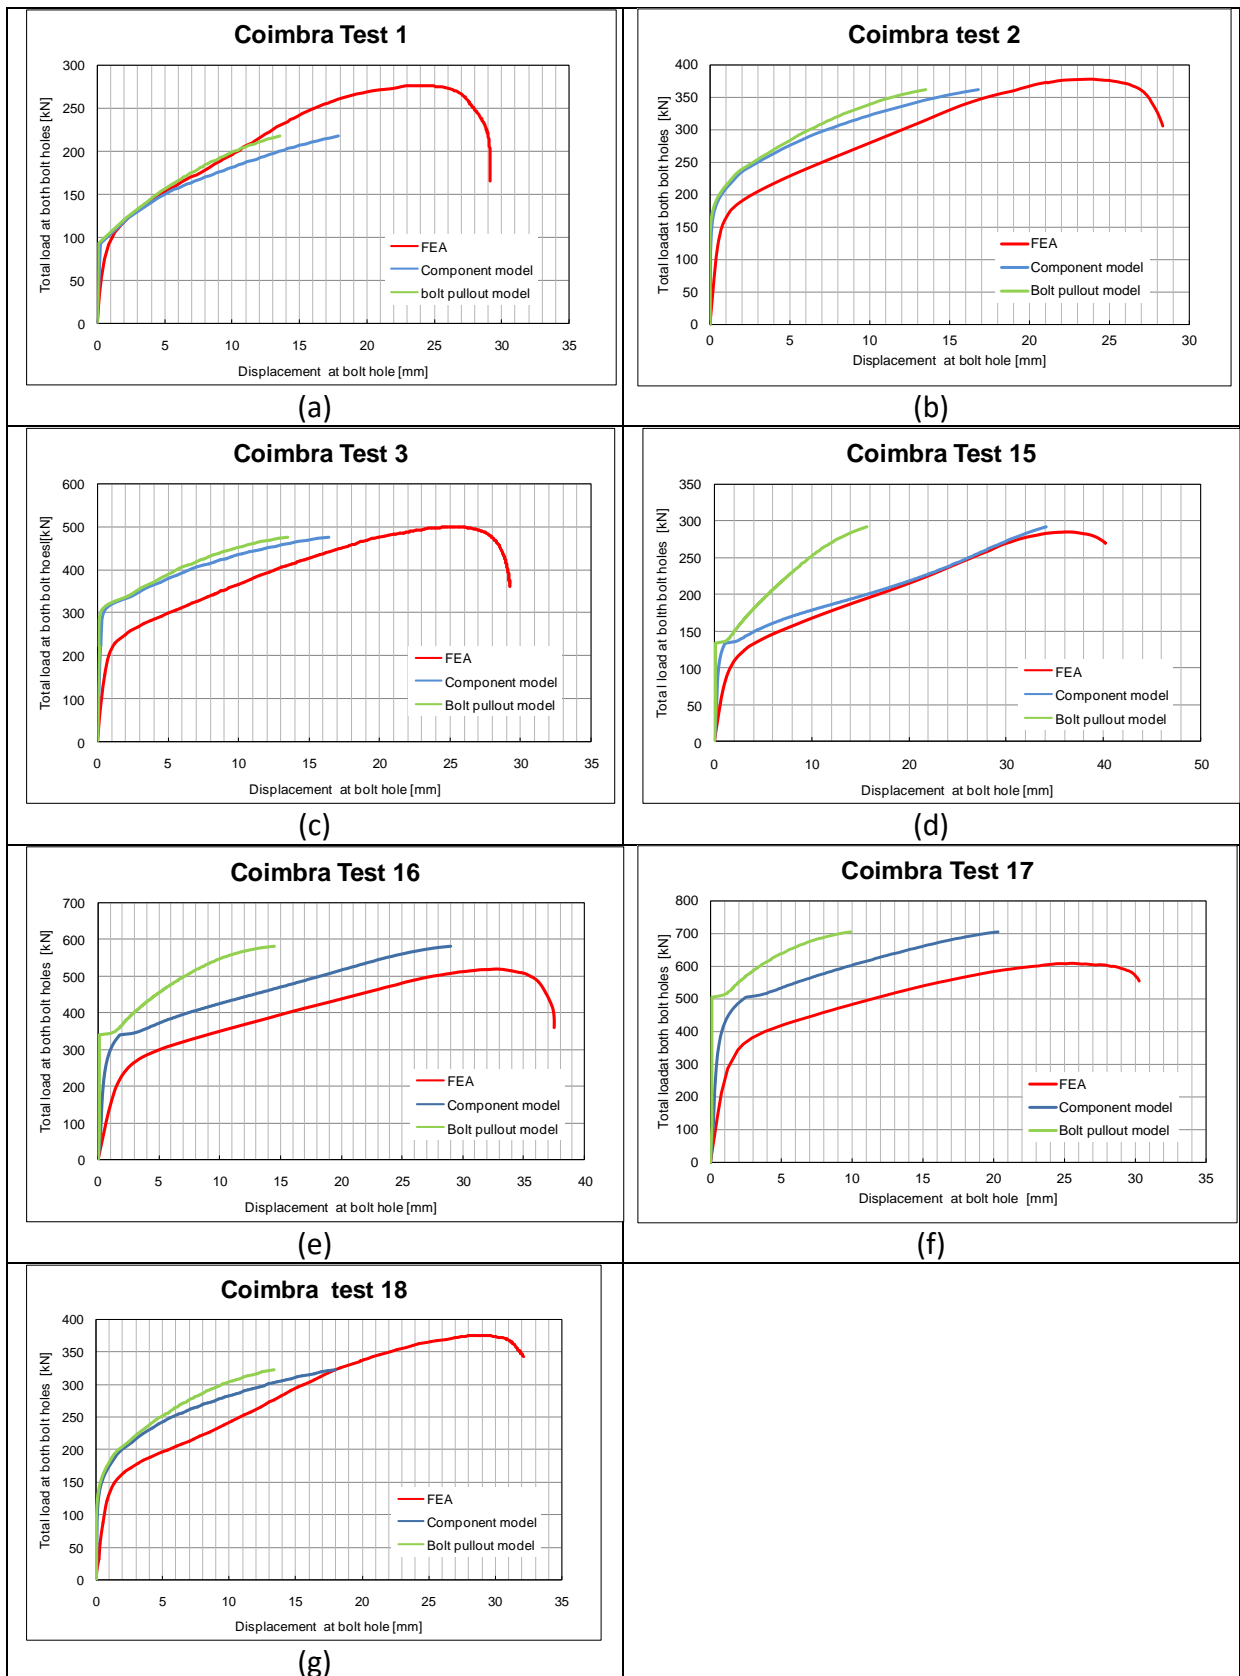 Coimbra Test 1
Total load at both bolt holes [kN]
300
250
200
150
100
50
0
FEA
Component model
bolt pullout model
0 5 10 15 20 25 30 35
Displacement at bolt hole [mm]
(a)
Coimbra test 2
Total loadat both bolt holes [kN]
400
350
300
250
200
150
100
50
0
FEA
Component model
Bolt pullout model
0 5 10 15 20 25 30
Displacement at bolt hole [mm]
(b)
Coimbra Test 3
Total load at both bolt hoesl[kN]
600
500
400
300
200
100
0
FEA
Component model
Bolt pullout model
0 5 10 15 20 25 30 35
Displacement at bolt hole [mm]
(c)
Coimbra Test 15
Total load at bolth bolt holes [kN]
350
300
250
200
150
100
50
0
FEA
Component model
Bolt pullout model
0 10 20 30 40 50
Displacement at bolt hole [mm]
(d)
Coimbra Test 16
Total load at both bolt holes [kN]
700
600
500
400
300
200
100
0
FEA
Component model
Bolt pullout model
0 5 10 15 20 25 30 35 40
Displacement at bolt hole [mm]
(e)
Coimbra Test 17
Total loadat both bolt holes [kN]
800
700
600
500
400
300
200
100
0
FEA
Component model
Bolt pullout model
0 5 10 15 20 25 30 35
Displacement at bolt hole [mm]
(f)
Coimbra test 18
Total load at both bolt holes [kN]
400
350
300
250
200
150
100
50
0
FEA
Component model
Bolt pullout model
0 5 10 15 20 25 30 35
Displacement at bolt hole [mm]
(g)